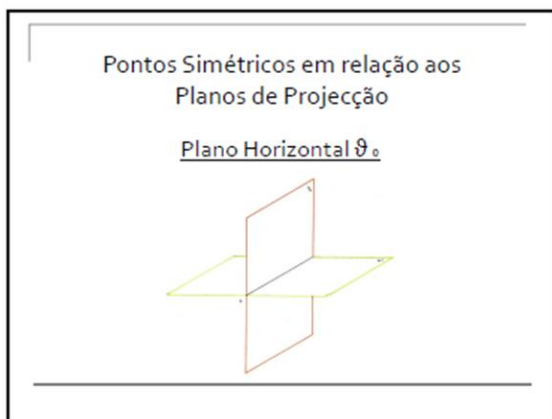 Pontos Simétricos em relação aos
Planos de Projecção
Plano Horizontal ϑ₀